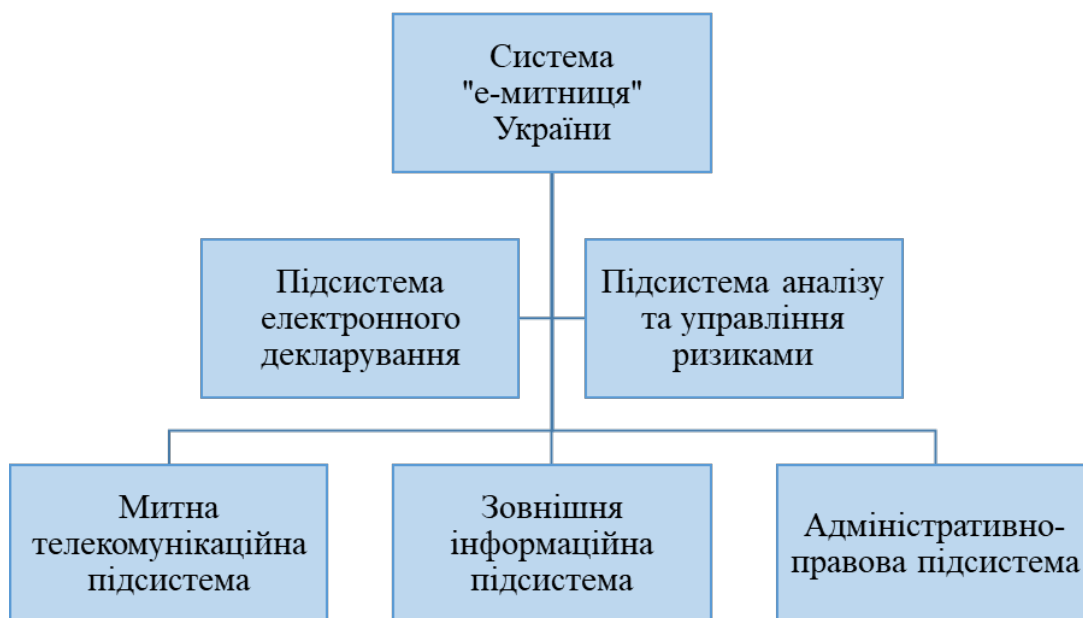 Система
"е-митниця"
України
Підсистема
електронного
декларування
Підсистема аналізу
та управління
ризиками
Митна
телекомунікаційна
підсистема
Зовнішня
інформаційна
підсистема
Адміністративно-
правова підсистема